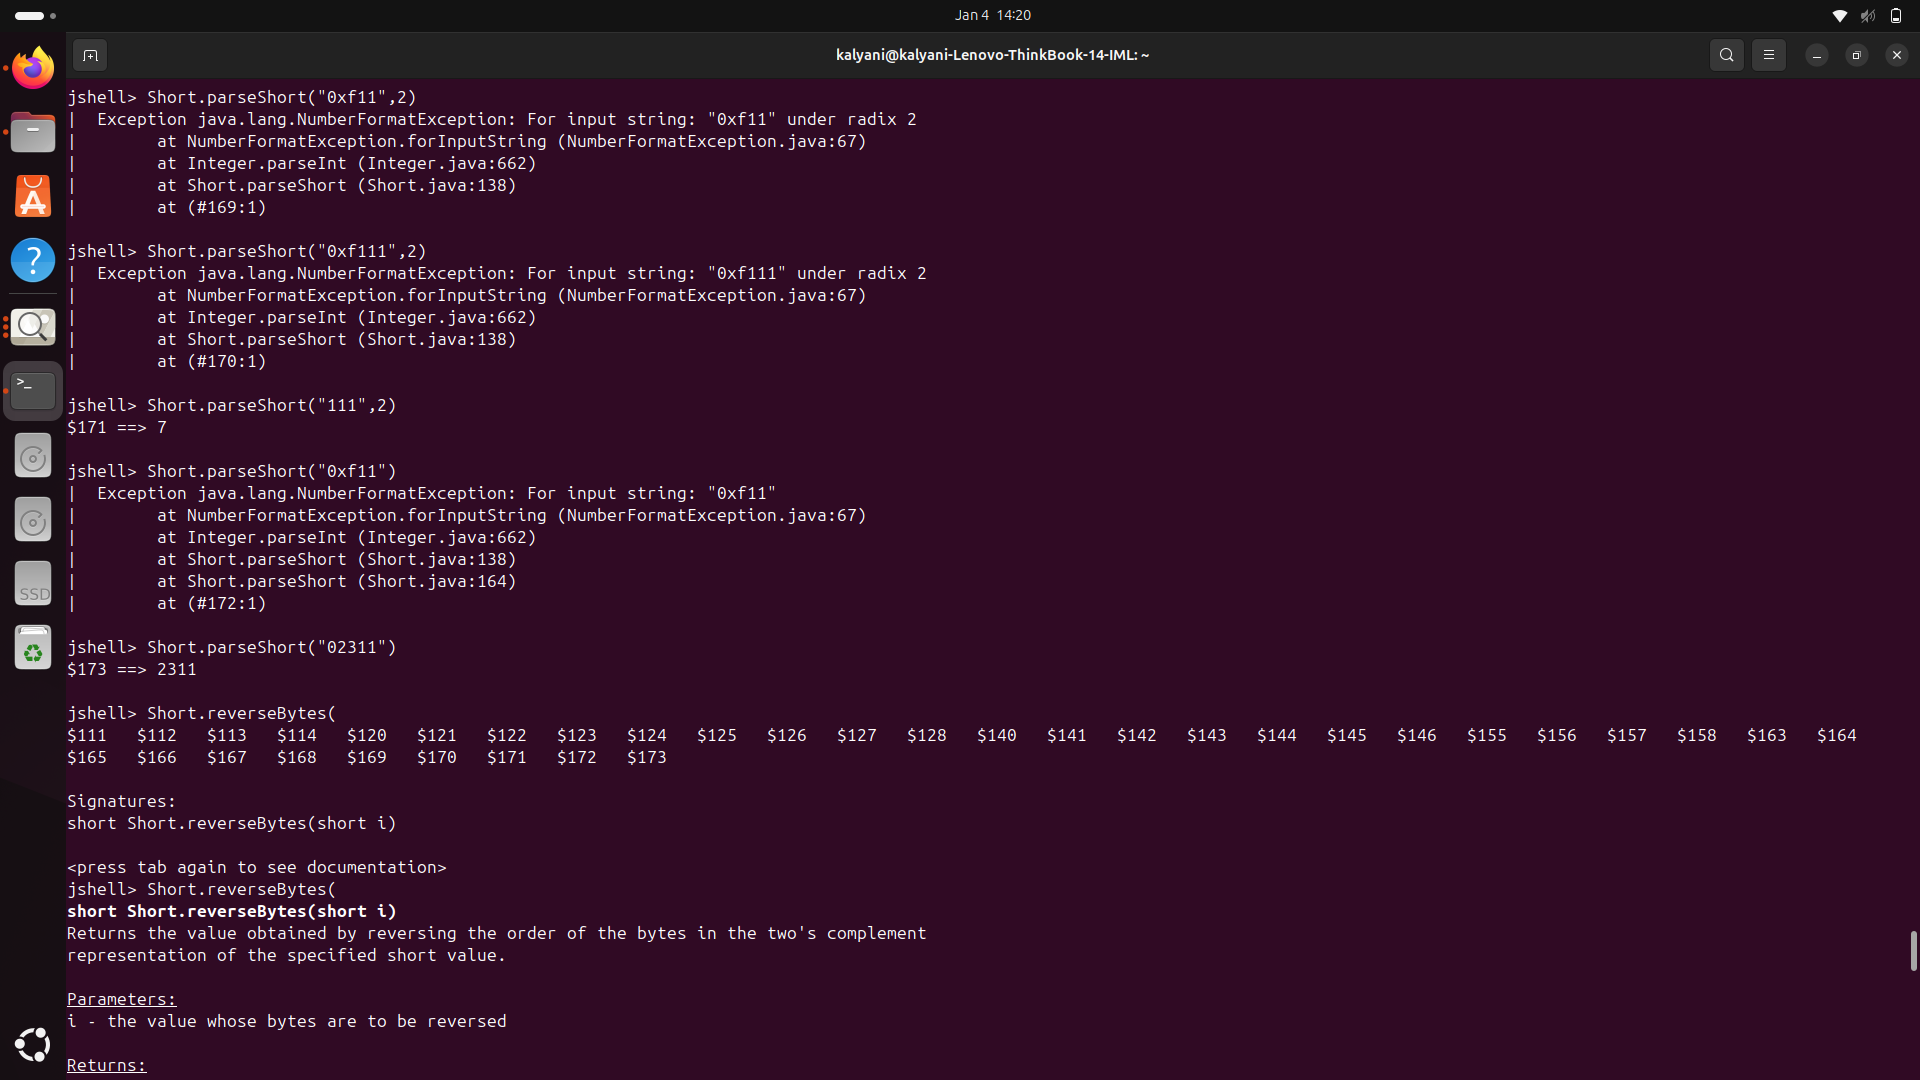 Jan 4 14:20
kalyani@kalyani-Lenovo-ThinkBook-14-IML: ~
jshell> Short.parseShort("0xf11",2)
|  Exception java.lang.NumberFormatException: For input string: "0xf11" under radix 2
|        at NumberFormatException.forInputString (NumberFormatException.java:67)
|        at Integer.parseInt (Integer.java:662)
|        at Short.parseShort (Short.java:138)
|        at (#169:1)
jshell> Short.parseShort("0xf111",2)
|  Exception java.lang.NumberFormatException: For input string: "0xf111" under radix 2
|        at NumberFormatException.forInputString (NumberFormatException.java:67)
|        at Integer.parseInt (Integer.java:662)
|        at Short.parseShort (Short.java:138)
|        at (#170:1)
jshell> Short.parseShort("111",2)
$171 ==> 7
jshell> Short.parseShort("0xf11")
|  Exception java.lang.NumberFormatException: For input string: "0xf11"
|        at NumberFormatException.forInputString (NumberFormatException.java:67)
|        at Integer.parseInt (Integer.java:662)
|        at Short.parseShort (Short.java:138)
|        at Short.parseShort (Short.java:164)
|        at (#172:1)
jshell> Short.parseShort("02311")
$173 ==> 2311
jshell> Short.reverseBytes(
$111   $112   $113   $114   $120   $121   $122   $123   $124   $125   $126   $127   $128   $140   $141   $142   $143   $144   $145   $146   $155   $156   $157   $158   $163   $164
$165   $166   $167   $168   $169   $170   $171   $172   $173
Signatures:
short Short.reverseBytes(short i)
<press tab again to see documentation>
jshell> Short.reverseBytes(
short Short.reverseBytes(short i)
Returns the value obtained by reversing the order of the bytes in the two's complement
representation of the specified short value.
Parameters:
i - the value whose bytes are to be reversed
Returns:
SSD